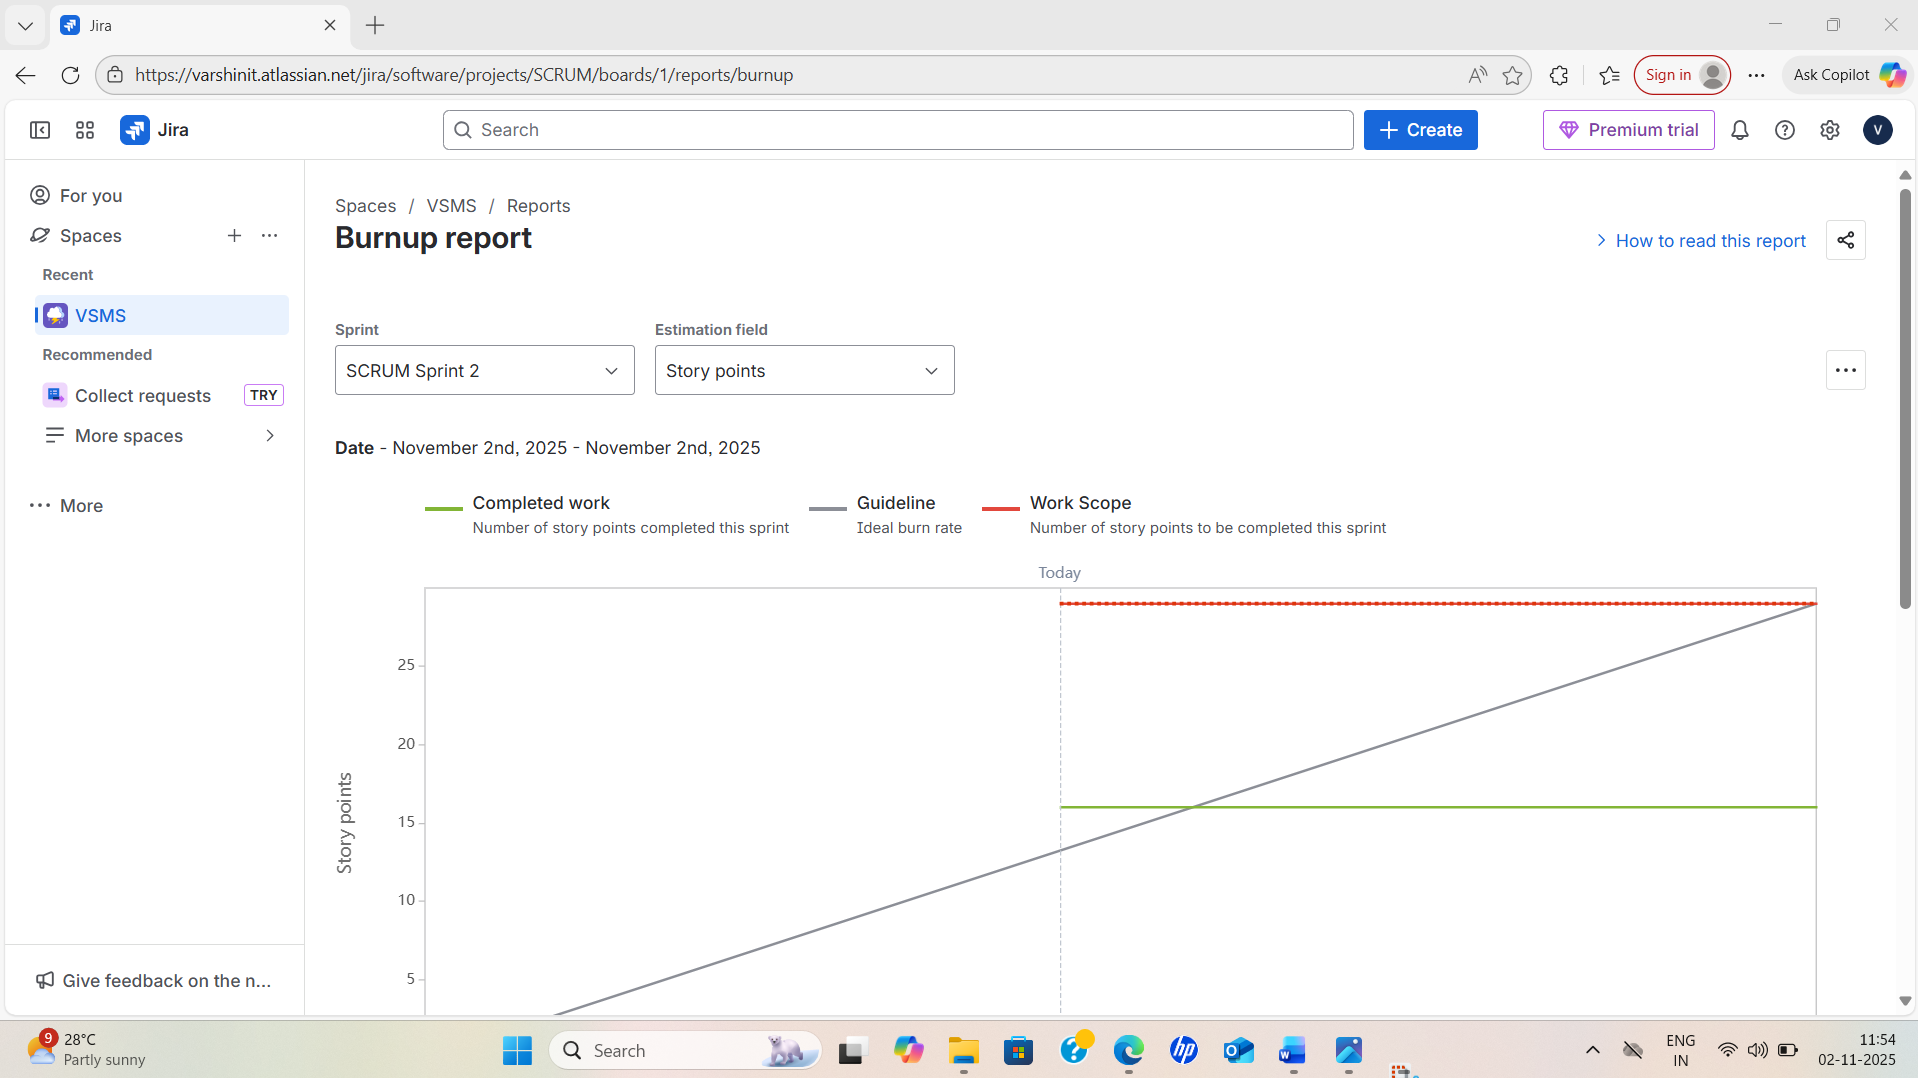 Jira
https://varshinit.atlassian.net/jira/software/projects/SCRUM/boards/1/reports/burnup
Sign in
Ask Copilot
Jira
Search
Create
Premium trial
V
For you
Spaces
Recent
VSMS
Recommended
Collect requests TRY
More spaces
More
Give feedback on the n...
Spaces / VSMS / Reports
Burnup report
How to read this report
Sprint
SCRUM Sprint 2
Estimation field
Story points
Date - November 2nd, 2025 - November 2nd, 2025
Completed work
Number of story points completed this sprint
Guideline
Ideal burn rate
Work Scope
Number of story points to be completed this sprint
Today
25
20
15
10
5
Story points
9
28°C
Partly sunny
Search
ENG
IN
11:54
02-11-2025